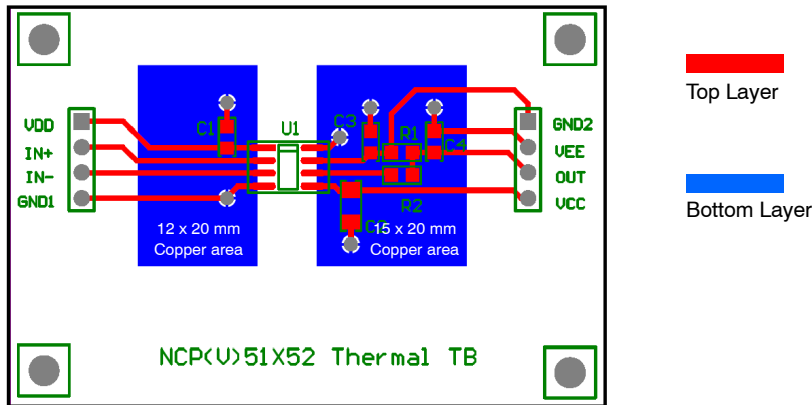 Top Layer
Bottom Layer
VDD
IN+
IN-
GND1
C1
U1
C3
R1
C4
R2
C2
GND2
VEE
OUT
VCC
12 x 20 mm
Copper area
15 x 20 mm
Copper area
NCP(V)51X52 Thermal TB